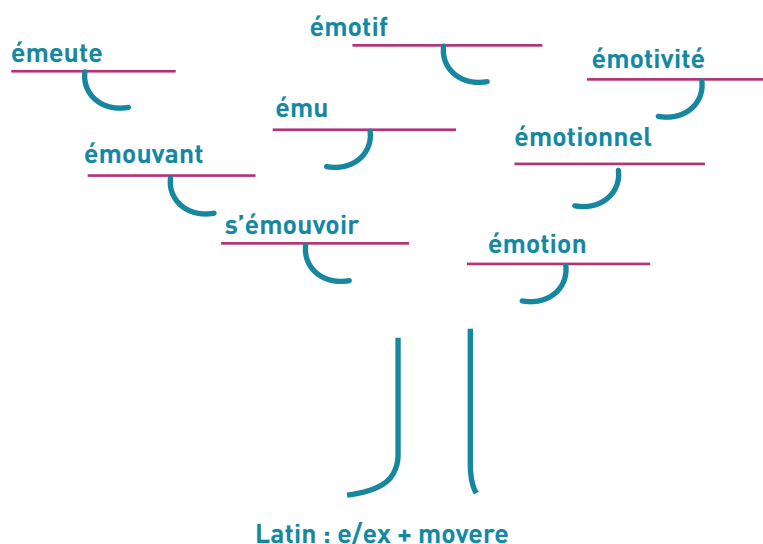 émotif
émeute
émotivité
ému
émotionnel
émouvant
s'émouvoir
émotion
Latin : e/ex + movere